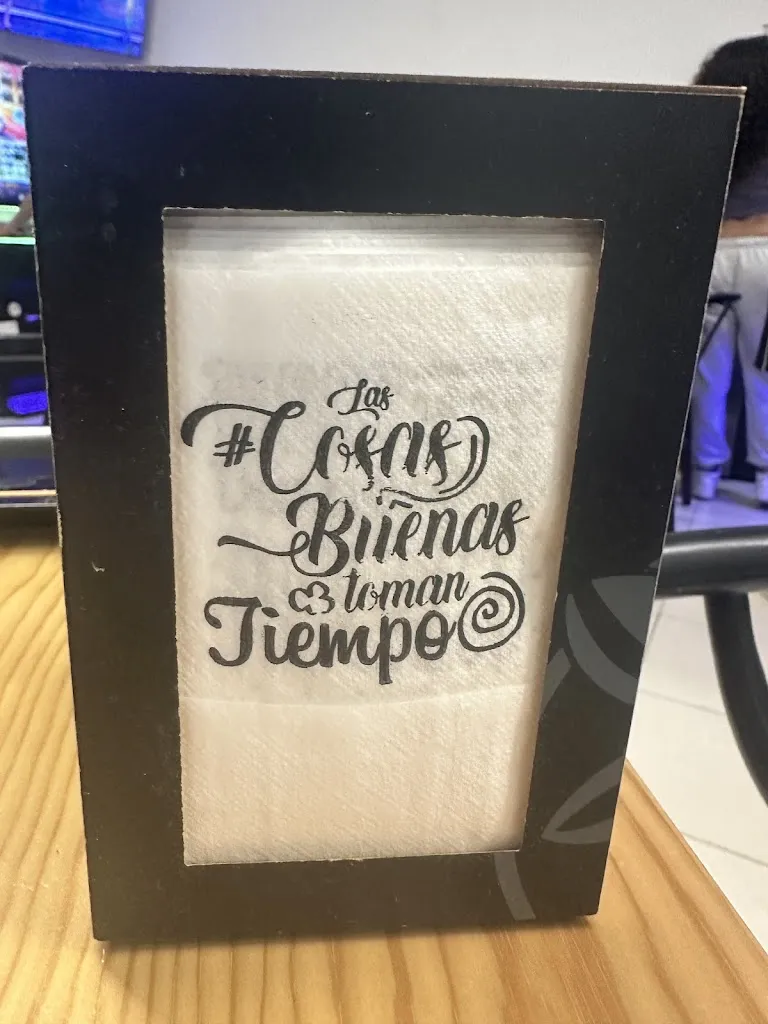 Las
#Cosas
Buenas
toman
Tiempo